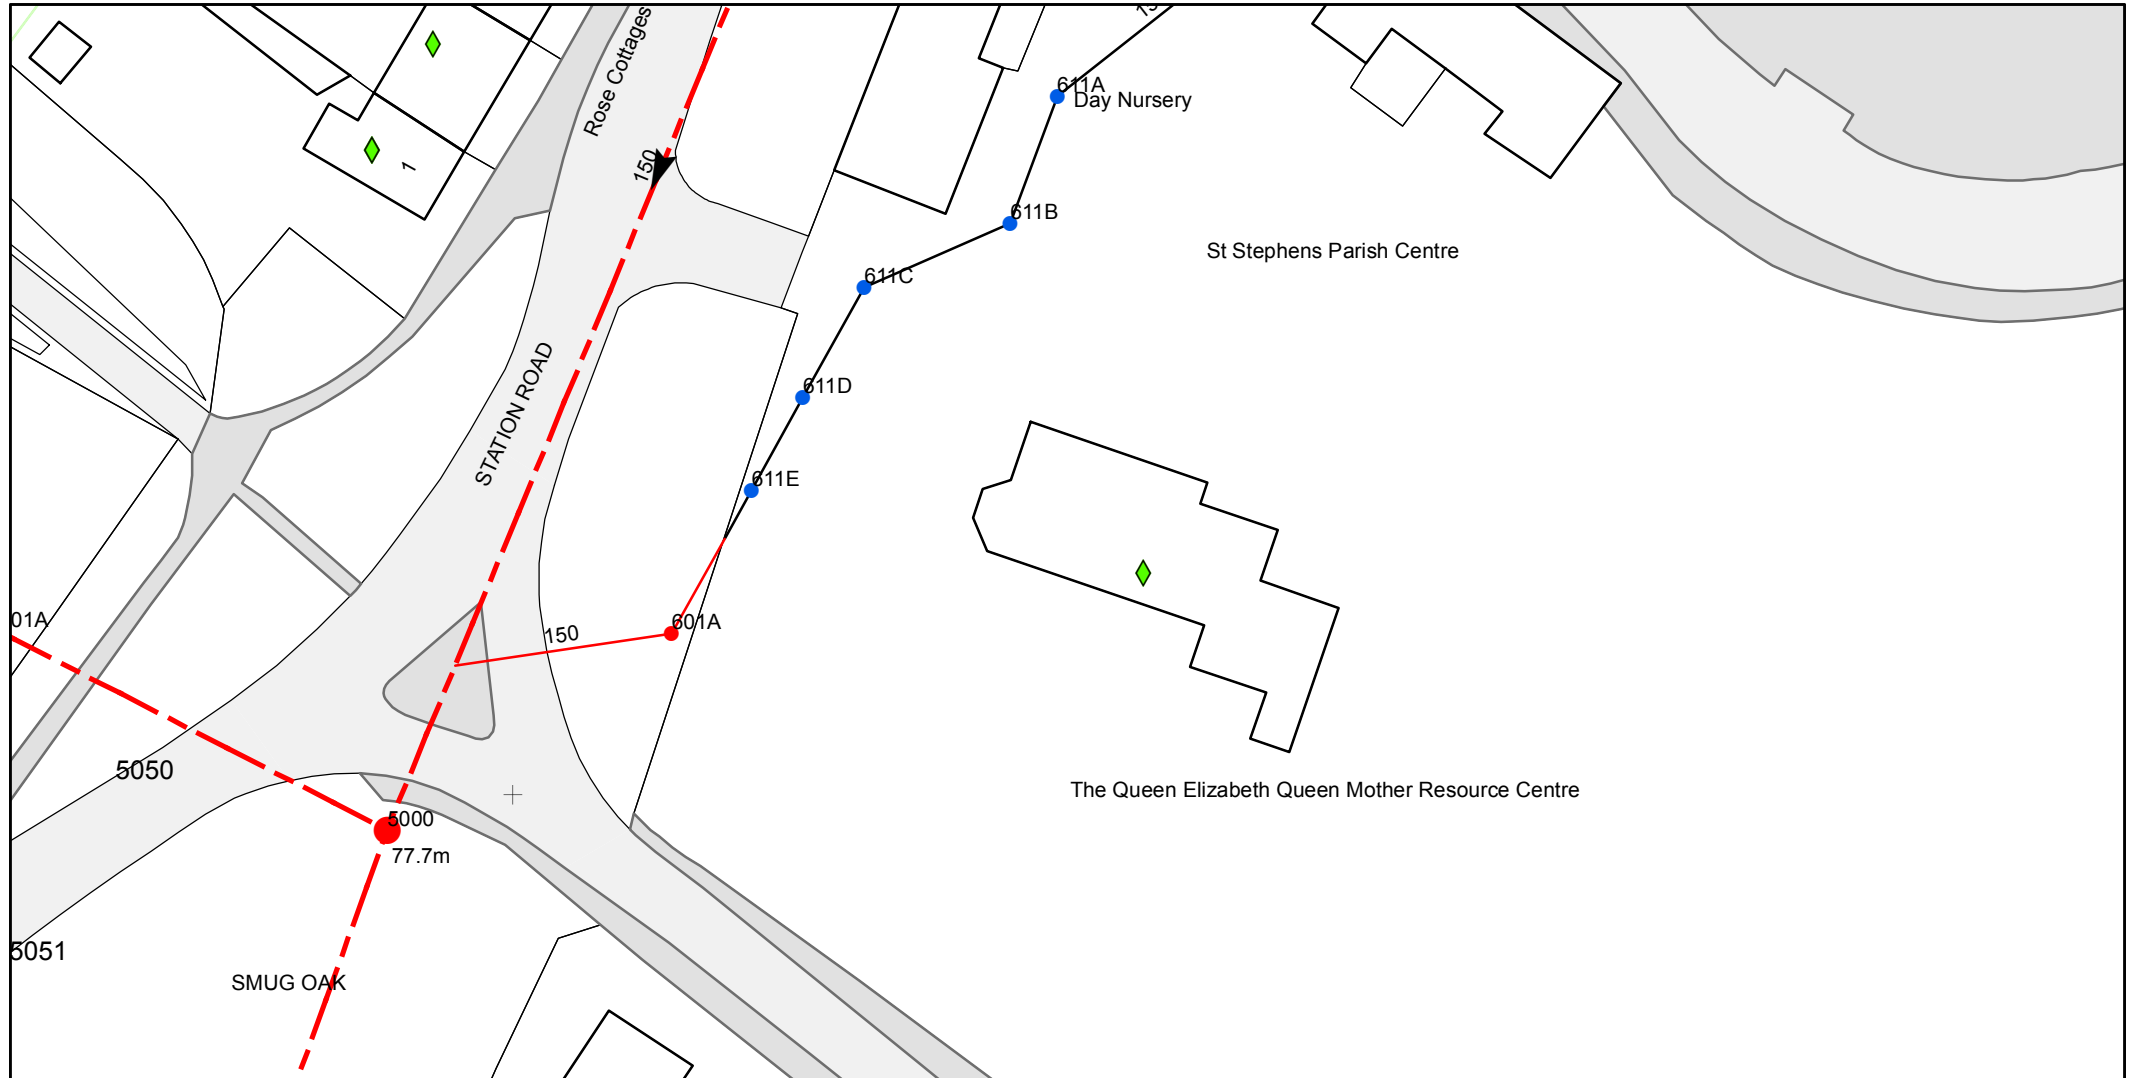 Rose Cottages
611A
Day Nursery
1
150
611B
St Stephens Parish Centre
611C
STATION ROAD
611D
611E
01A
601A
150
5050
The Queen Elizabeth Queen Mother Resource Centre
5000
77.7m
5051
SMUG OAK